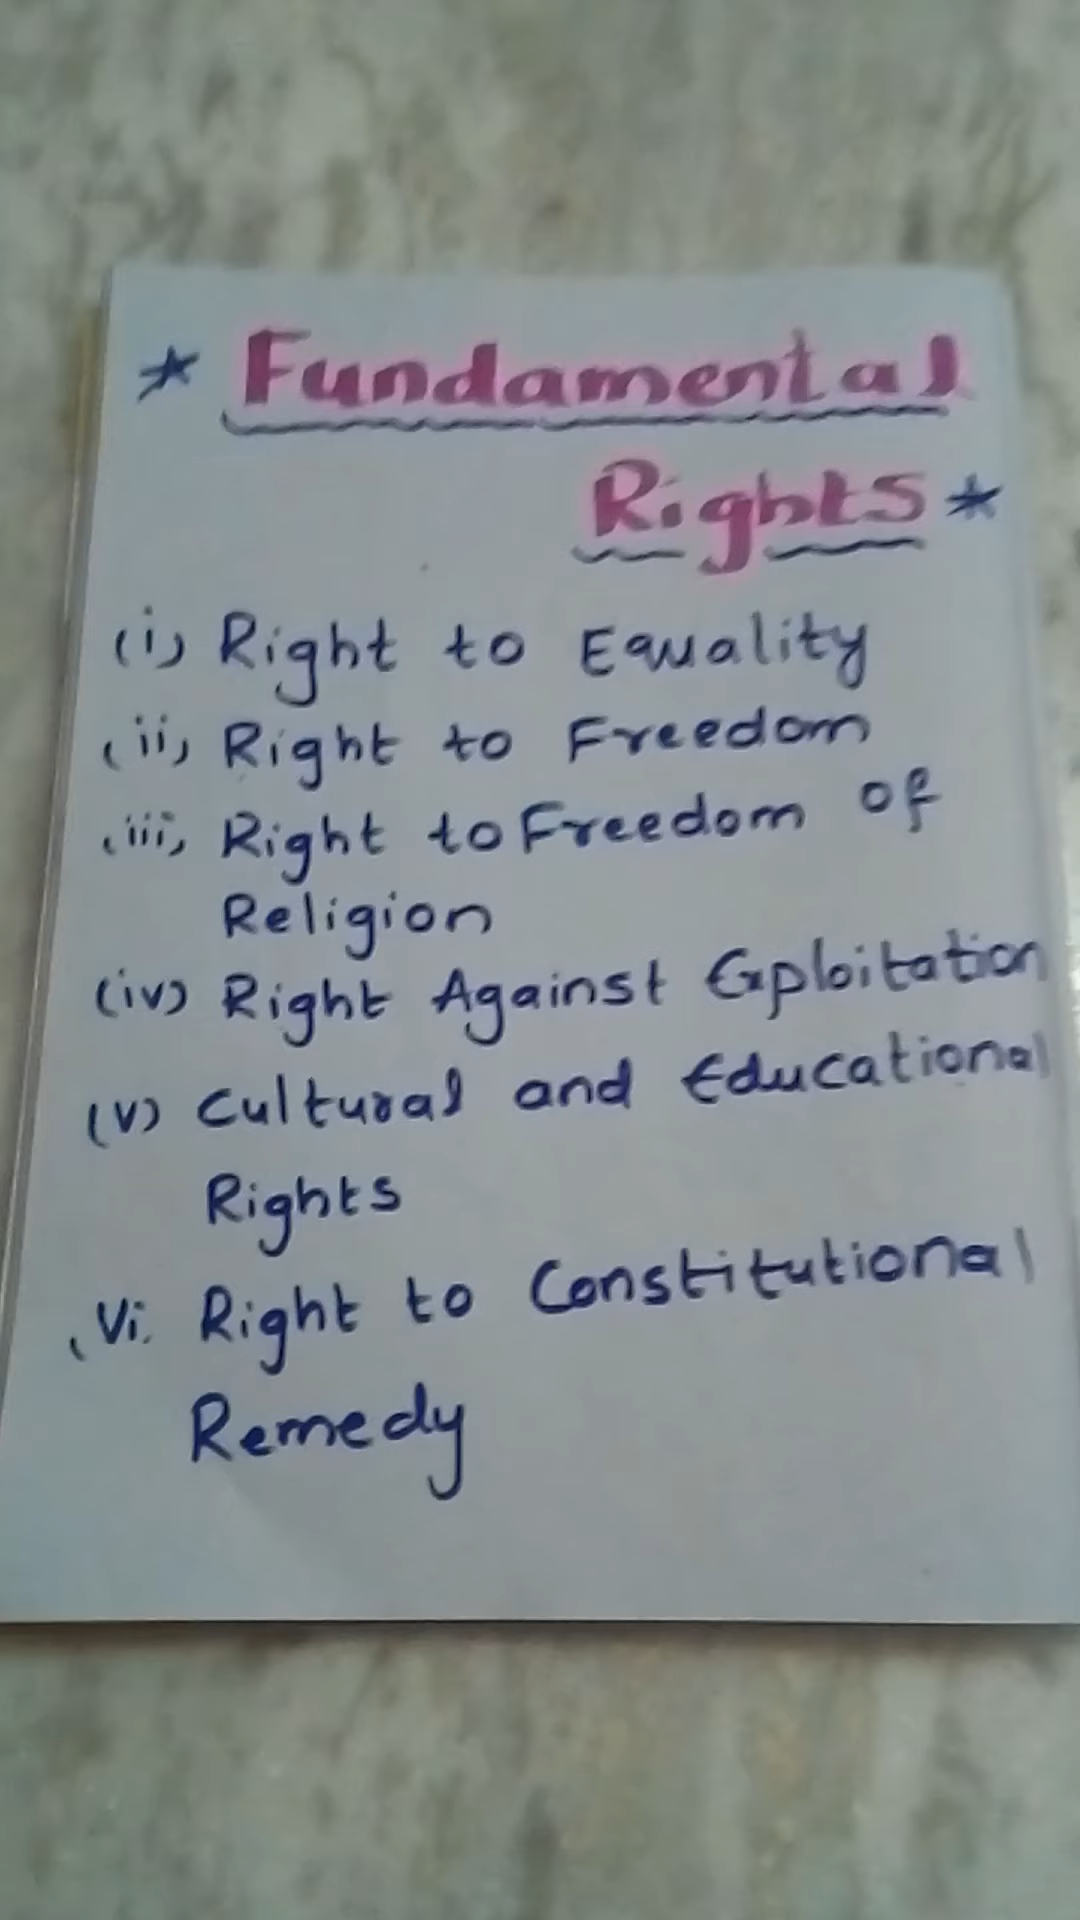 * Fundamental
Rights *
(i) Right to Equality
(ii) Right to Freedom
(iii) Right to Freedom of
Religion
(iv) Right Against Exploitation
(v) Cultural and Educational
Rights
(vi) Right to Constitutional
Remedy